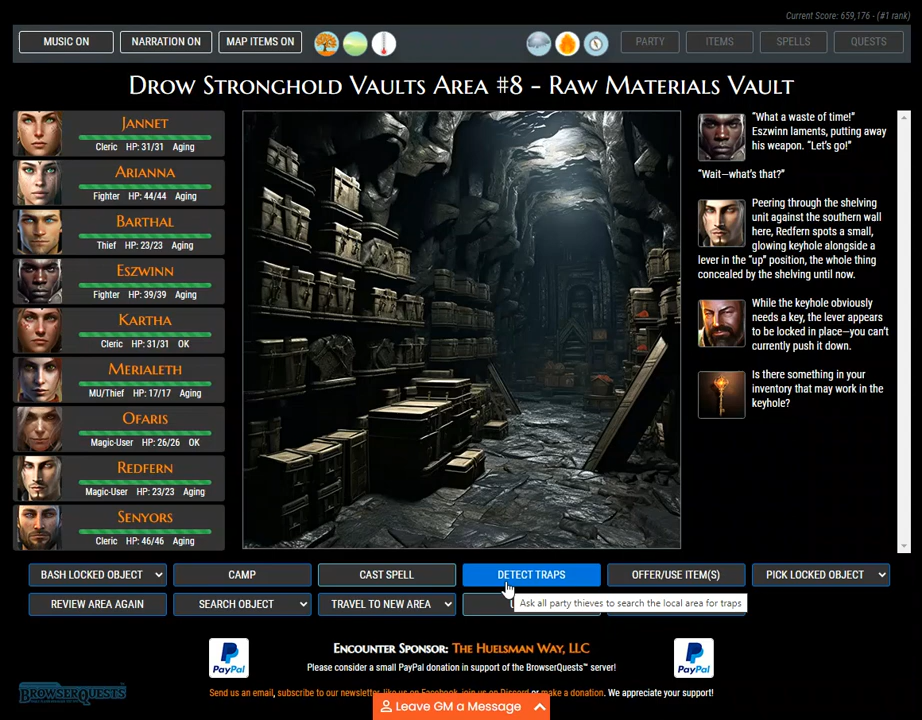 Current Score: 659,176 - (#1 rank)
MUSIC ON
NARRATION ON
MAP ITEMS ON
PARTY
ITEMS
SPELLS
QUESTS
Drow Stronghold Vaults Area #8 - Raw Materials Vault
Jannet
Cleric HP: 31/31 Aging
Arianna
Fighter HP: 44/44 Aging
Barthal
Thief HP: 23/23 Aging
Eszwinn
Fighter HP: 39/39 Aging
Kartha
Cleric HP: 31/31 OK
Merialeth
MU/Thief HP: 17/17 Aging
Ofaris
Magic-User HP: 26/26 OK
Redfern
Magic-User HP: 23/23 Aging
Senyors
Cleric HP: 46/46 Aging
“What a waste of time!”
Eszwinn laments, putting away
his weapon. “Let’s go!”
“Wait—what’s that?”
Peering through the shelving
unit against the southern wall
here, Redfern spots a small,
glowing keyhole alongside a
lever in the “up” position, the whole thing
concealed by the shelving until now.
While the keyhole obviously
needs a key, the lever appears
to be locked in place—you can’t
currently push it down.
Is there something in your
inventory that may work in the
keyhole?
BASH LOCKED OBJECT
CAMP
CAST SPELL
DETECT TRAPS
OFFER/USE ITEM(S)
PICK LOCKED OBJECT
REVIEW AREA AGAIN
SEARCH OBJECT
TRAVEL TO NEW AREA
Ask all party thieves to search the local area for traps
PayPal
Encounter Sponsor: The Huelsman Way, LLC
Please consider a small PayPal donation in support of the BrowserQuests™ server!
PayPal
BrowserQuests
Send us an email, subscribe to our newsletter, like us on Facebook, join us on Discord or make a donation. We appreciate your support!
Leave GM a Message